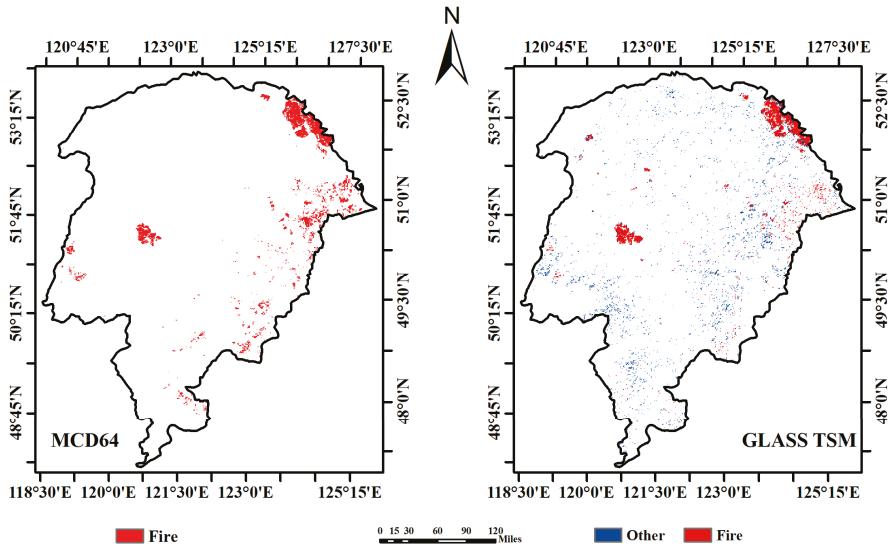 N
120°45'E 123°0'E 125°15'E 127°30'E
120°45'E 123°0'E 125°15'E 127°30'E
53°15'N
51°45'N
50°15'N
48°45'N
52°30'N
51°0'N
49°30'N
48°0'N
53°15'N
51°45'N
50°15'N
48°45'N
52°30'N
51°0'N
49°30'N
48°0'N
MCD64
GLASS TSM
118°30'E 120°0'E 121°30'E 123°0'E 125°15'E
118°30'E 120°0'E 121°30'E 123°0'E 125°15'E
Fire
0 15 30 60 90 120
Miles
Other Fire